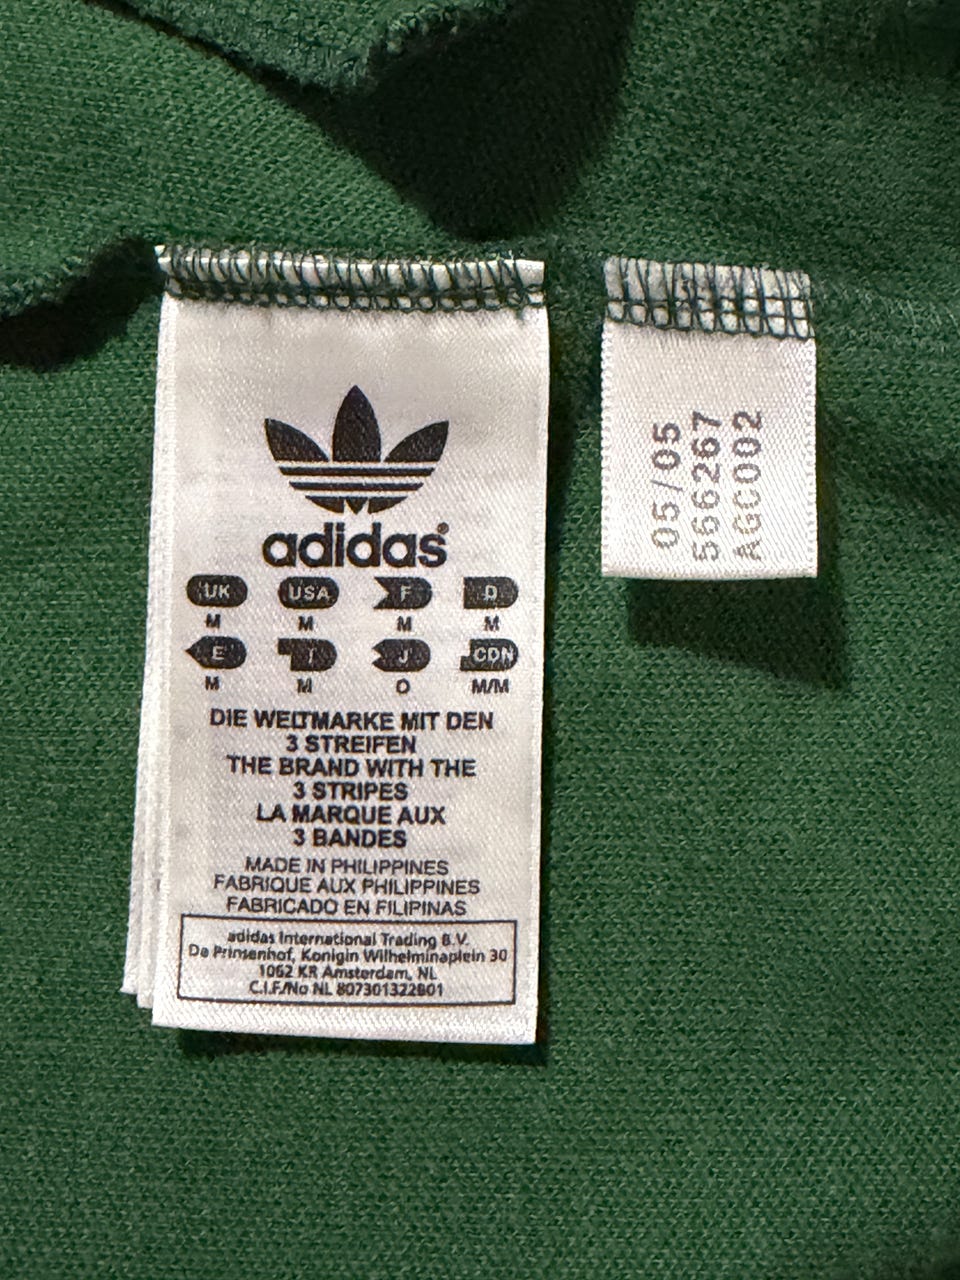 adidas®
UK USA F D
M M M M
E I J CDN
M M O M/M
DIE WELTMARKE MIT DEN
3 STREIFEN
THE BRAND WITH THE
3 STRIPES
LA MARQUE AUX
3 BANDES
MADE IN PHILIPPINES
FABRIQUE AUX PHILIPPINES
FABRICADO EN FILIPINAS
adidas International Trading B.V.
De Prinsenhof, Konigin Wilhelminaplein 30
1062 KR Amsterdam, NL
C.I.F./No NL 807301322B01
05/05
566267
AGC002